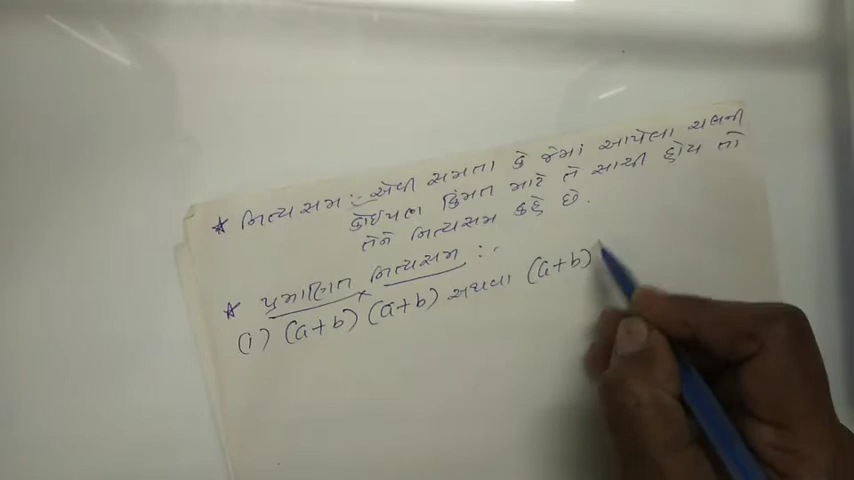 * નિત્યસમ :- એવી સમતા કે જેમાં આપેલા ચલની
કોઈપણ કિંમત માટે તે સાચી હોય તો
તેને નિત્યસમ કહે છે.
* પ્રમાણિત નિત્યસમ :-
(1) (a+b) (a+b) અથવા (a+b)